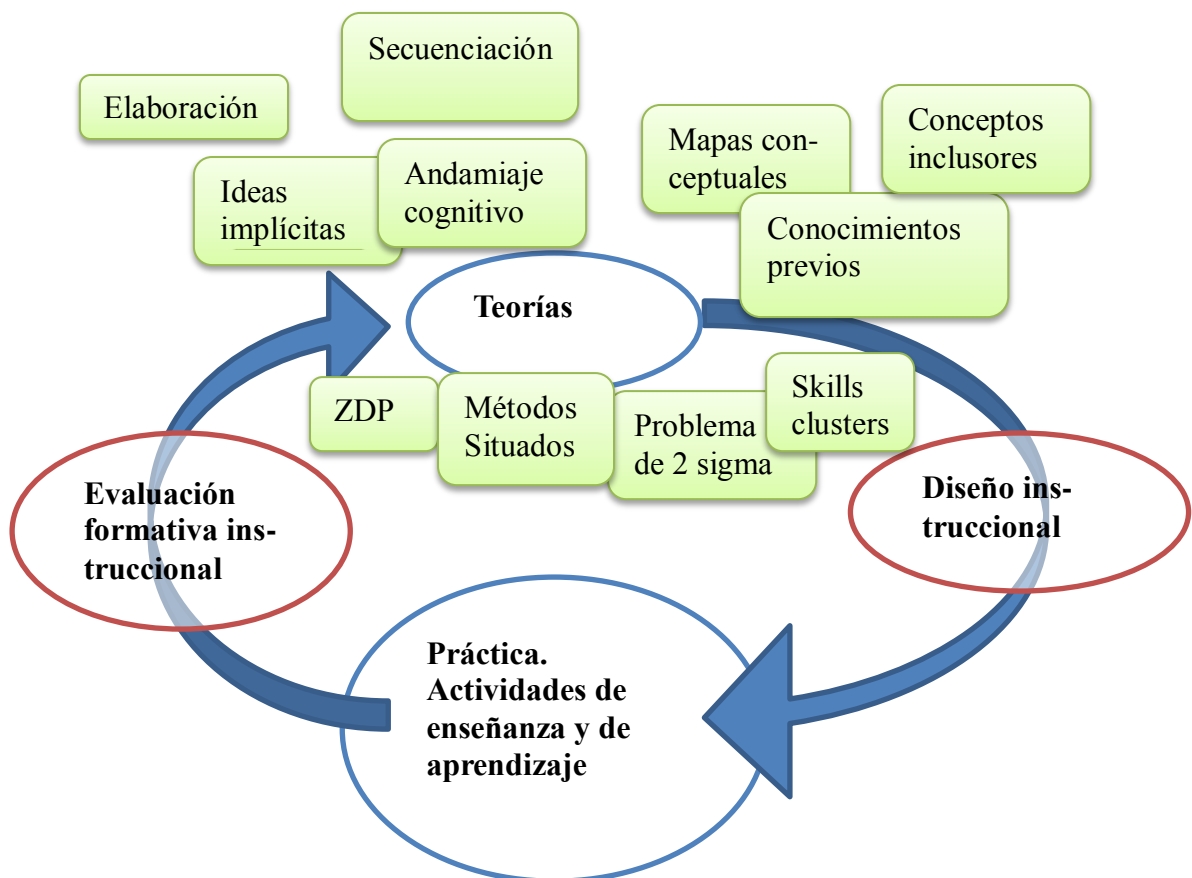 Secuenciación
Elaboración
Mapas con-
ceptuales
Conceptos
inclusores
Ideas
implícitas
Andamiaje
cognitivo
Conocimientos
previos
Teorías
ZDP
Métodos
Situados
Problema
de 2 sigma
Skills
clusters
Evaluación
formativa ins-
truccional
Diseño ins-
truccional
Práctica.
Actividades de
enseñanza y de
aprendizaje